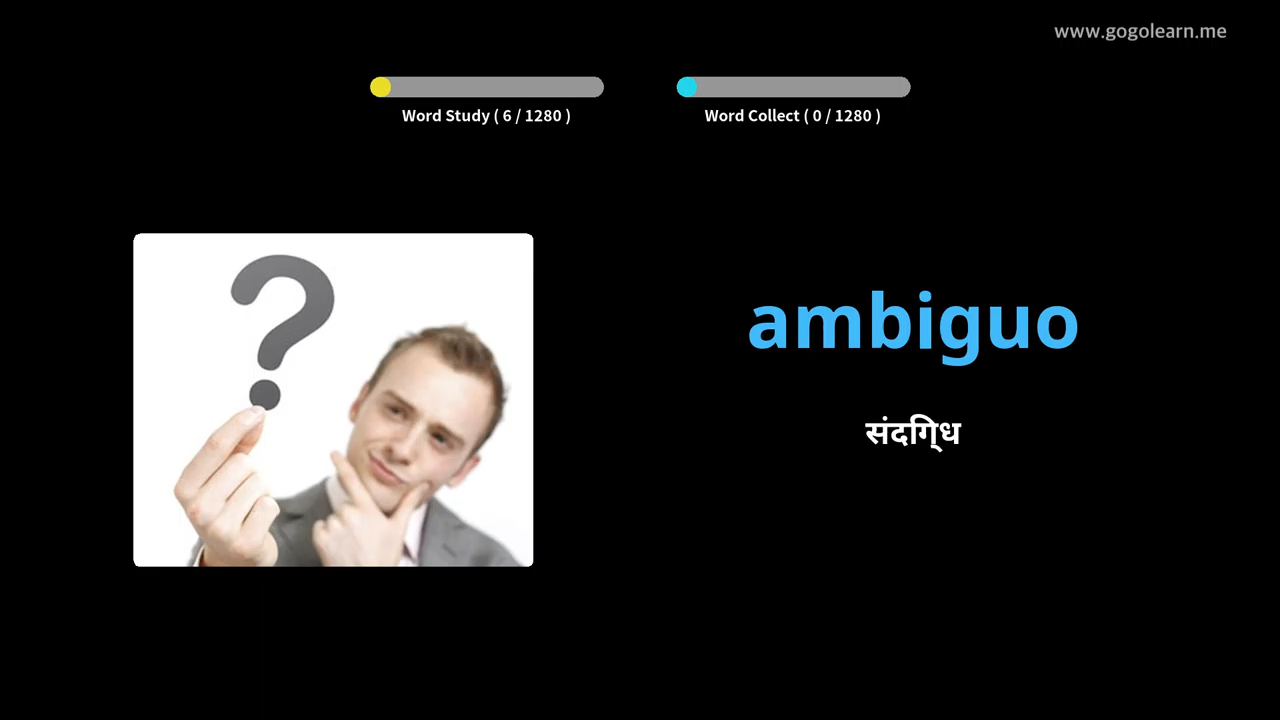 www.gogolearn.me
Word Study ( 6 / 1280 )
Word Collect ( 0 / 1280 )
?
ambiguo
संदिग्ध